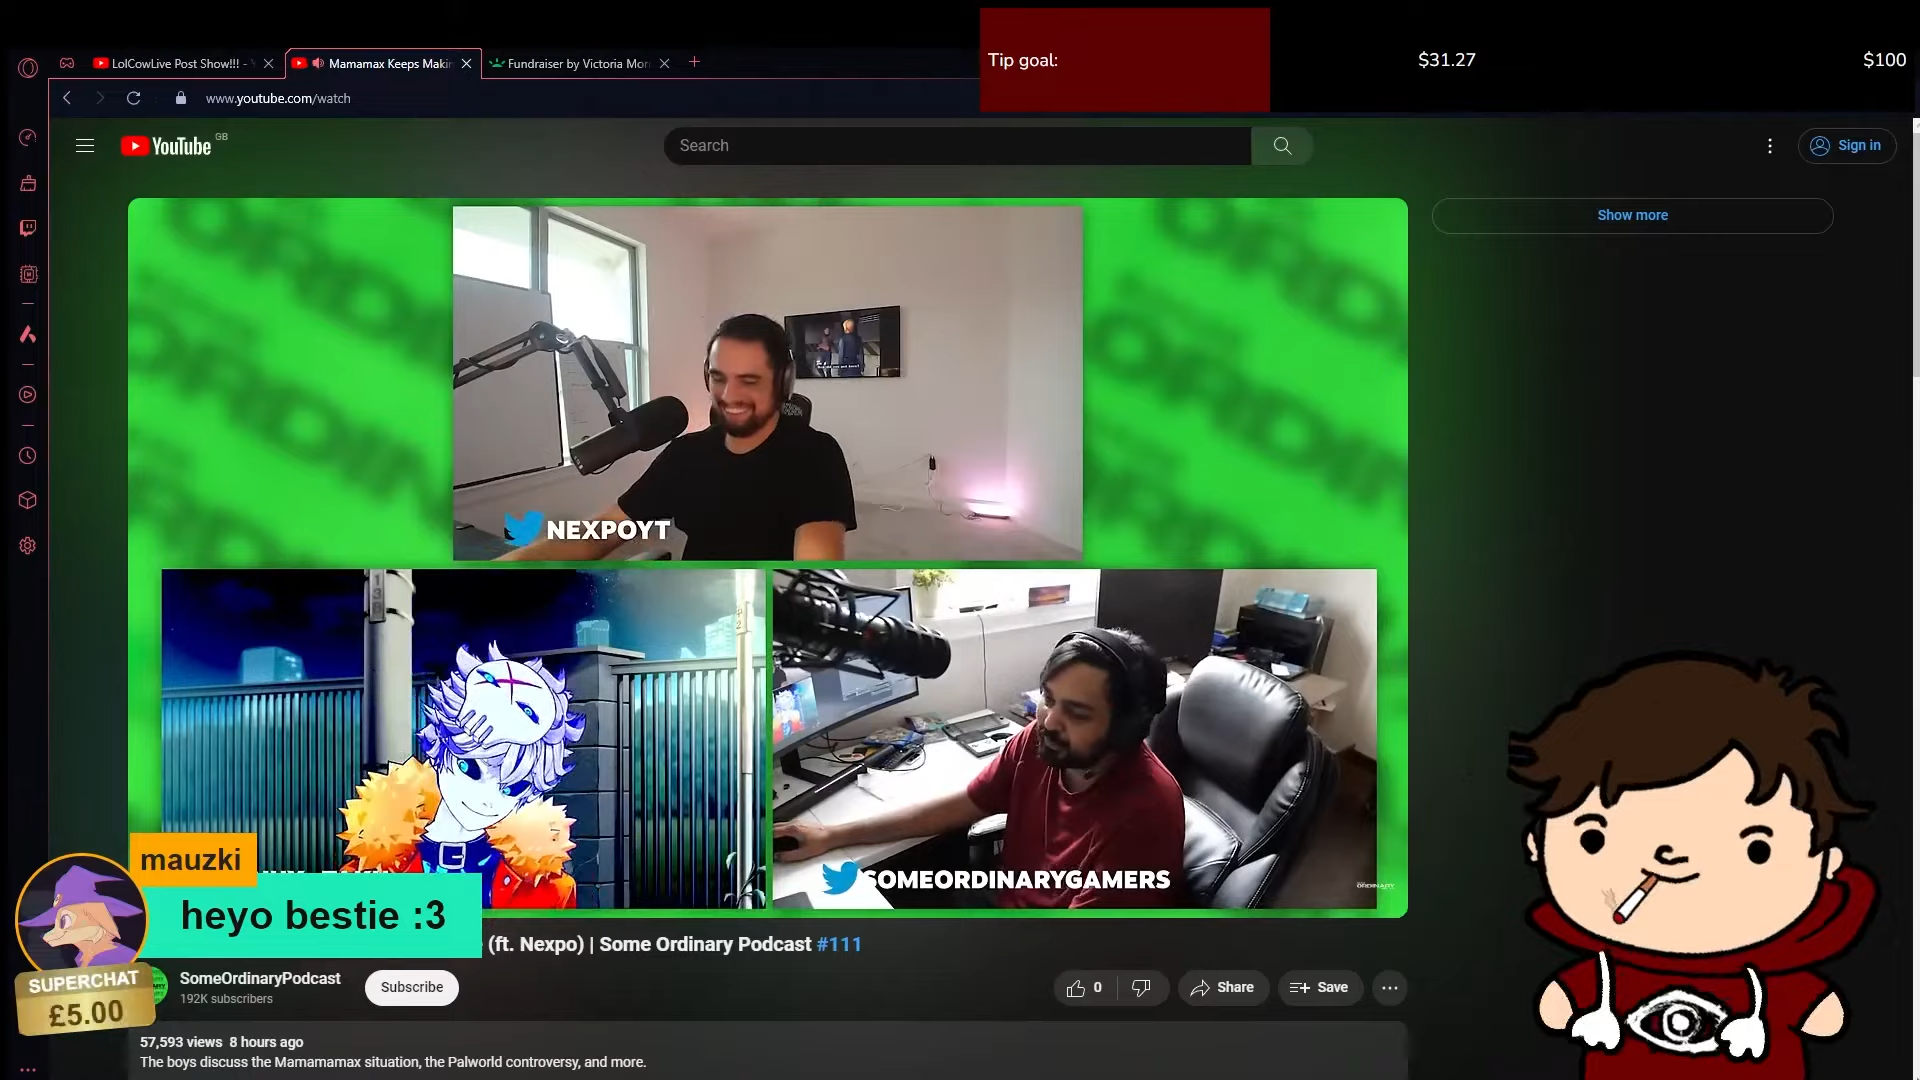 LolCowLive Post Show!!! -
Mamamax Keeps Makin
Fundraiser by Victoria Mor
Tip goal:
$31.27
$100
www.youtube.com/watch
YouTube
GB
Search
Sign in
Show more
NEXPOYT
SOMEORDINARYGAMERS
ORDINARY
mauzki
heyo bestie :3
SUPERCHAT
£5.00
(ft. Nexpo) | Some Ordinary Podcast #111
SomeOrdinaryPodcast
192K subscribers
Subscribe
0
Share
Save
57,593 views 8 hours ago
The boys discuss the Mamamamax situation, the Palworld controversy, and more.